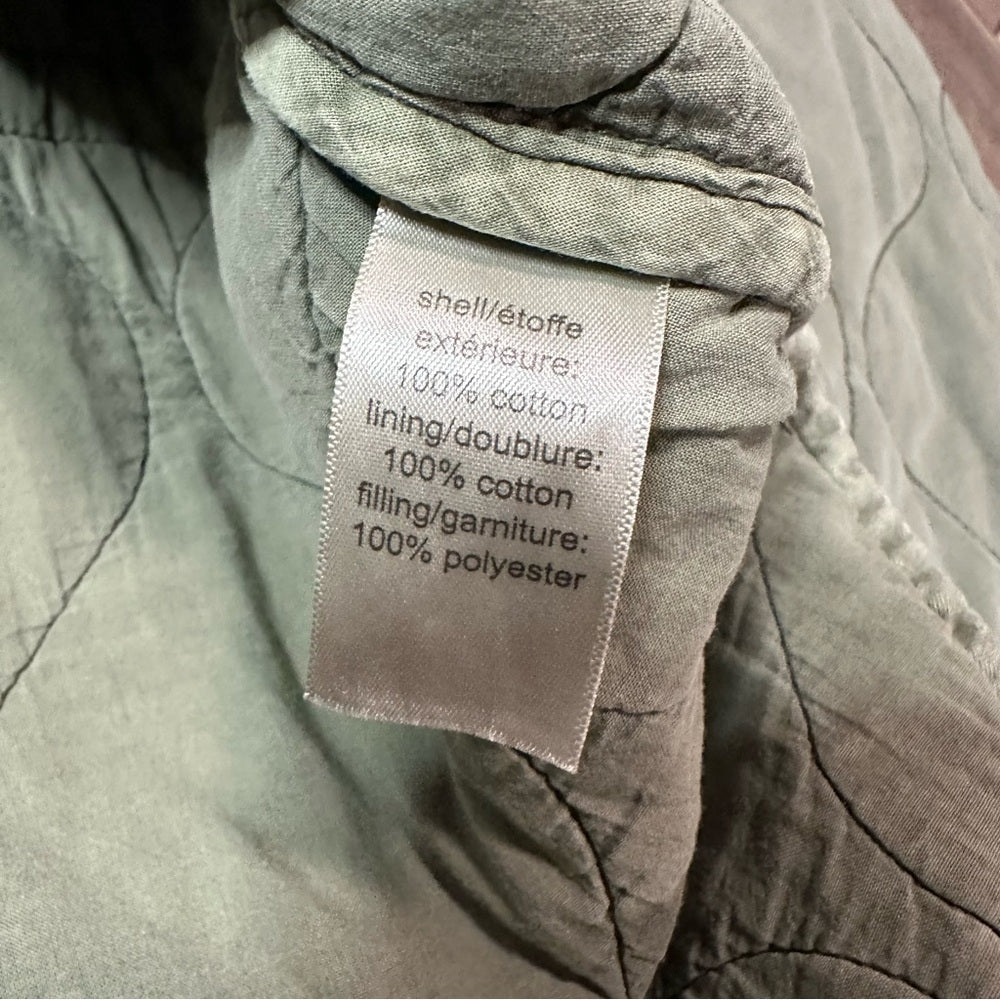 shell/étoffe
extérieure:
100% cotton
lining/doublure:
100% cotton
filling/garniture:
100% polyester